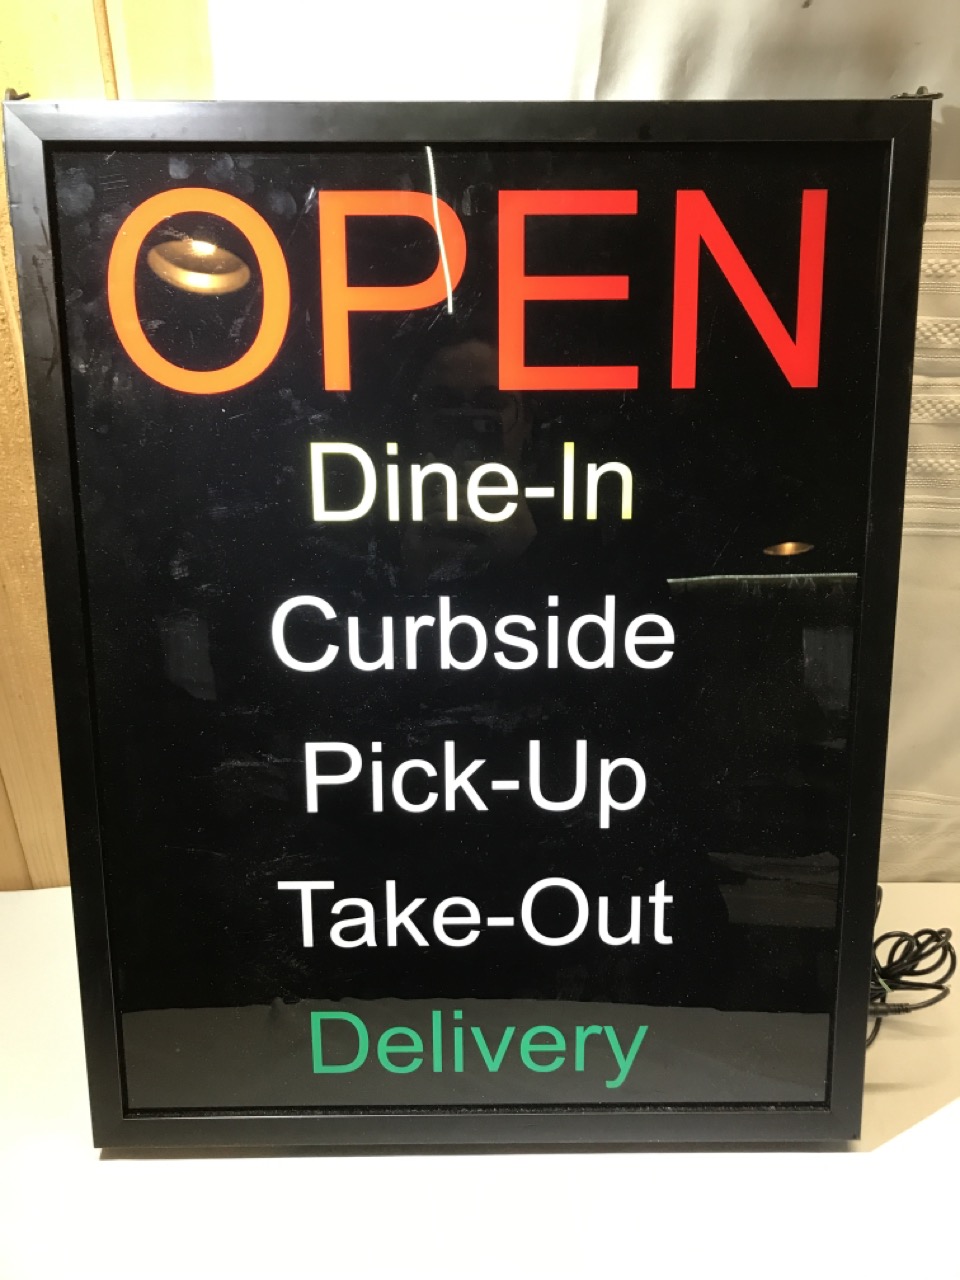 OPEN
Dine-In
Curbside
Pick-Up
Take-Out
Delivery